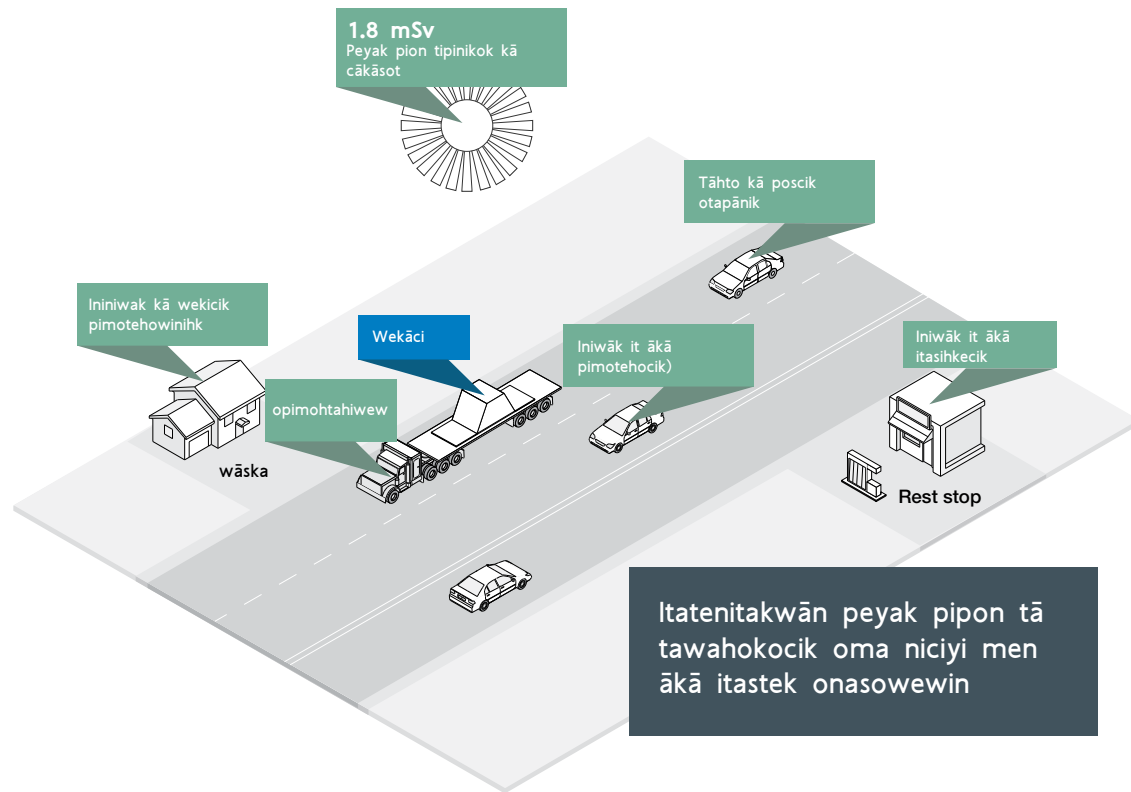 1.8 mSv
Peyak pion tipinikok kā
cākāsot
Tāhto kā poscik
otapānik
Ininiwak kā wekicik
pimotehowinihk
Wekāci
Iniwāk it ākā
pimotehocik)
Iniwāk it ākā
itasihkecik
opimohtahiwew
wāska
Rest stop
Itatenitakwān peyak pipon tā
tawahokocik oma niciyi men
ākā itastek onasowewin